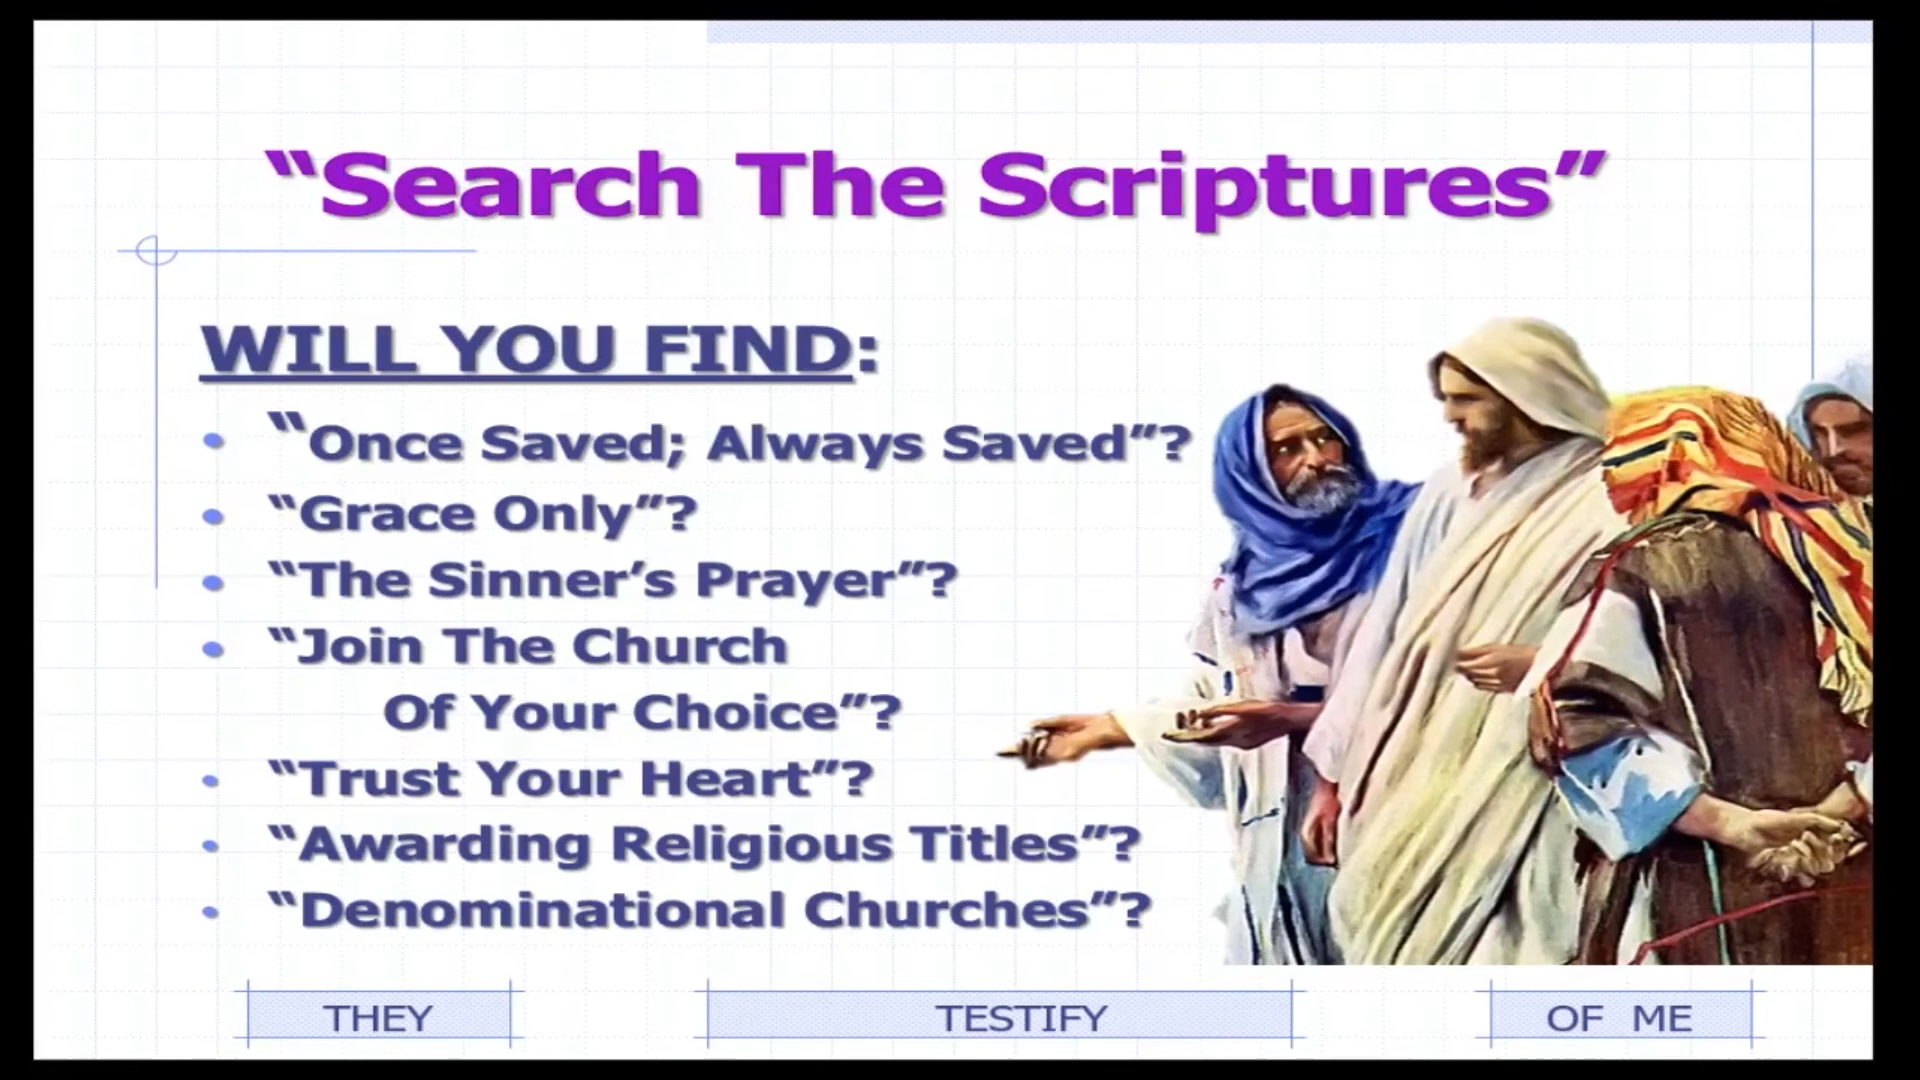 “Search The Scriptures”
WILL YOU FIND:
• “Once Saved; Always Saved”?
• “Grace Only”?
• “The Sinner’s Prayer”?
• “Join The Church
Of Your Choice”?
• “Trust Your Heart”?
• “Awarding Religious Titles”?
• “Denominational Churches”?
THEY TESTIFY OF ME